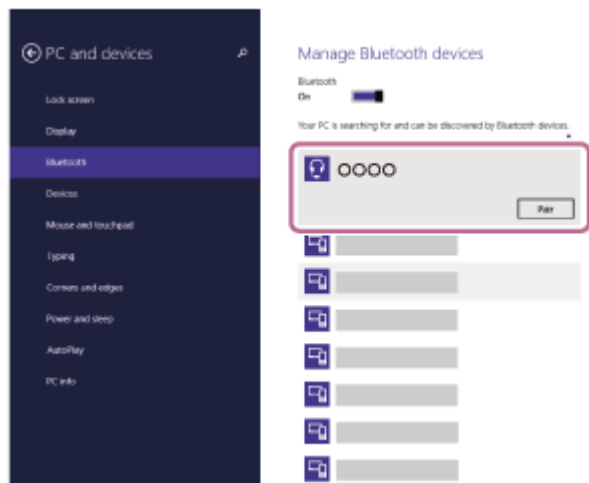 PC and devices
Lock screen
Display
Bluetooth
Devices
Mouse and touchpad
Typing
Corners and edges
Power and sleep
AutoPlay
PC info
Manage Bluetooth devices
Bluetooth
On
Your PC is searching for and can be discovered by Bluetooth devices.
OOOO
Pair